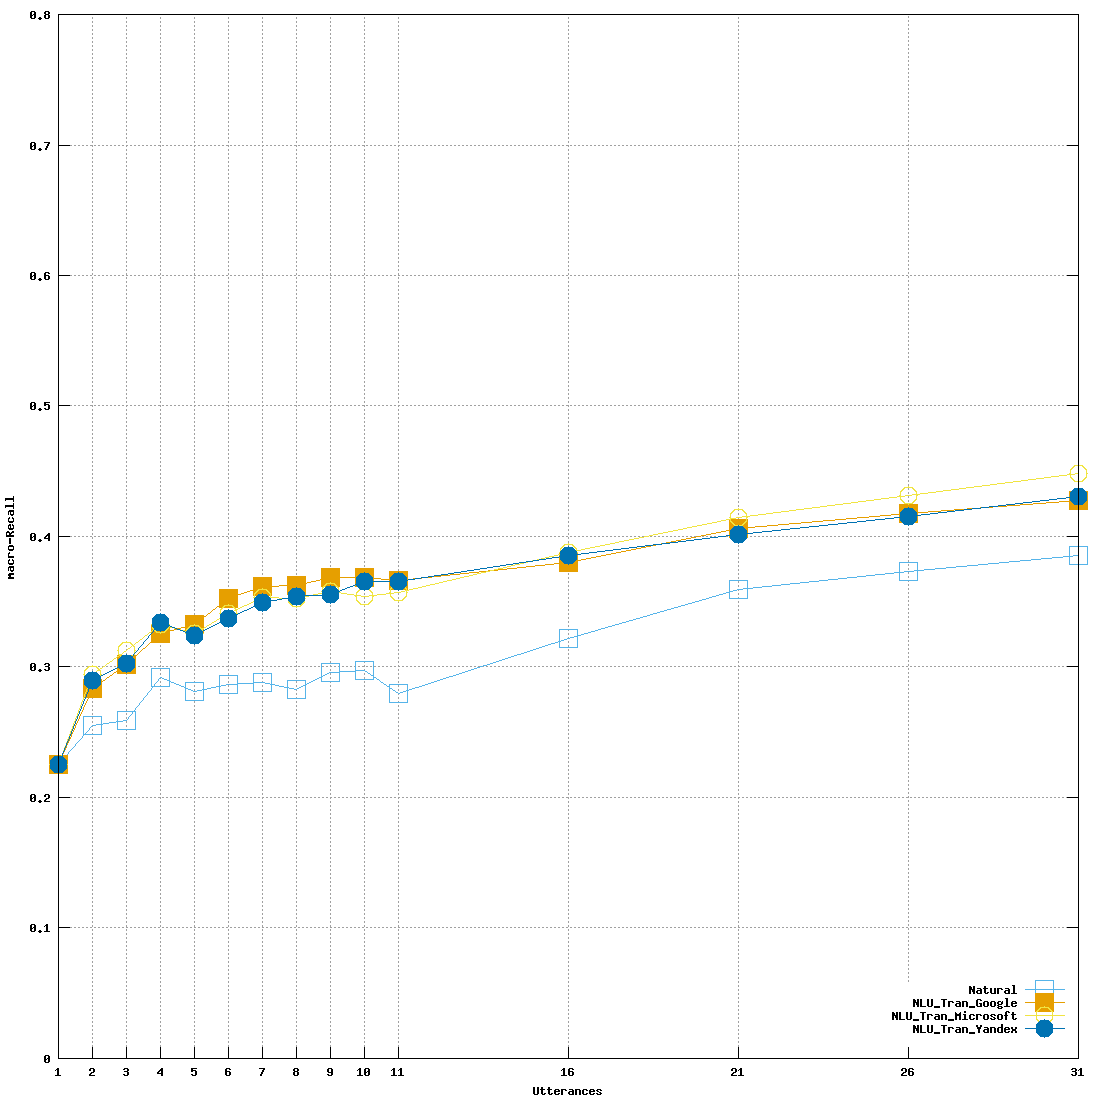 0.8
0.7
0.6
0.5
0.4
0.3
0.2
0.1
0
macro-Recall
1 2 3 4 5 6 7 8 9 10 11 16 21 26 31
Utterances
Natural
NLU_Tran_Google
NLU_Tran_Microsoft
NLU_Tran_Yandex